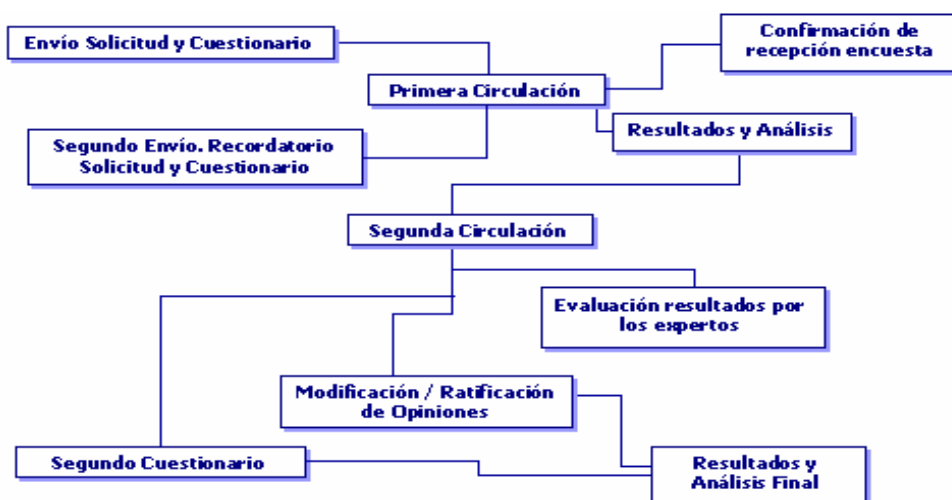 Envío Solicitud y Cuestionario
Confirmación de
recepción encuesta
Primera Circulación
Resultados y Análisis
Segundo Envío. Recordatorio
Solicitud y Cuestionario
Segunda Circulación
Evaluación resultados por
los expertos
Modificación / Ratificación
de Opiniones
Segundo Cuestionario
Resultados y
Análisis Final